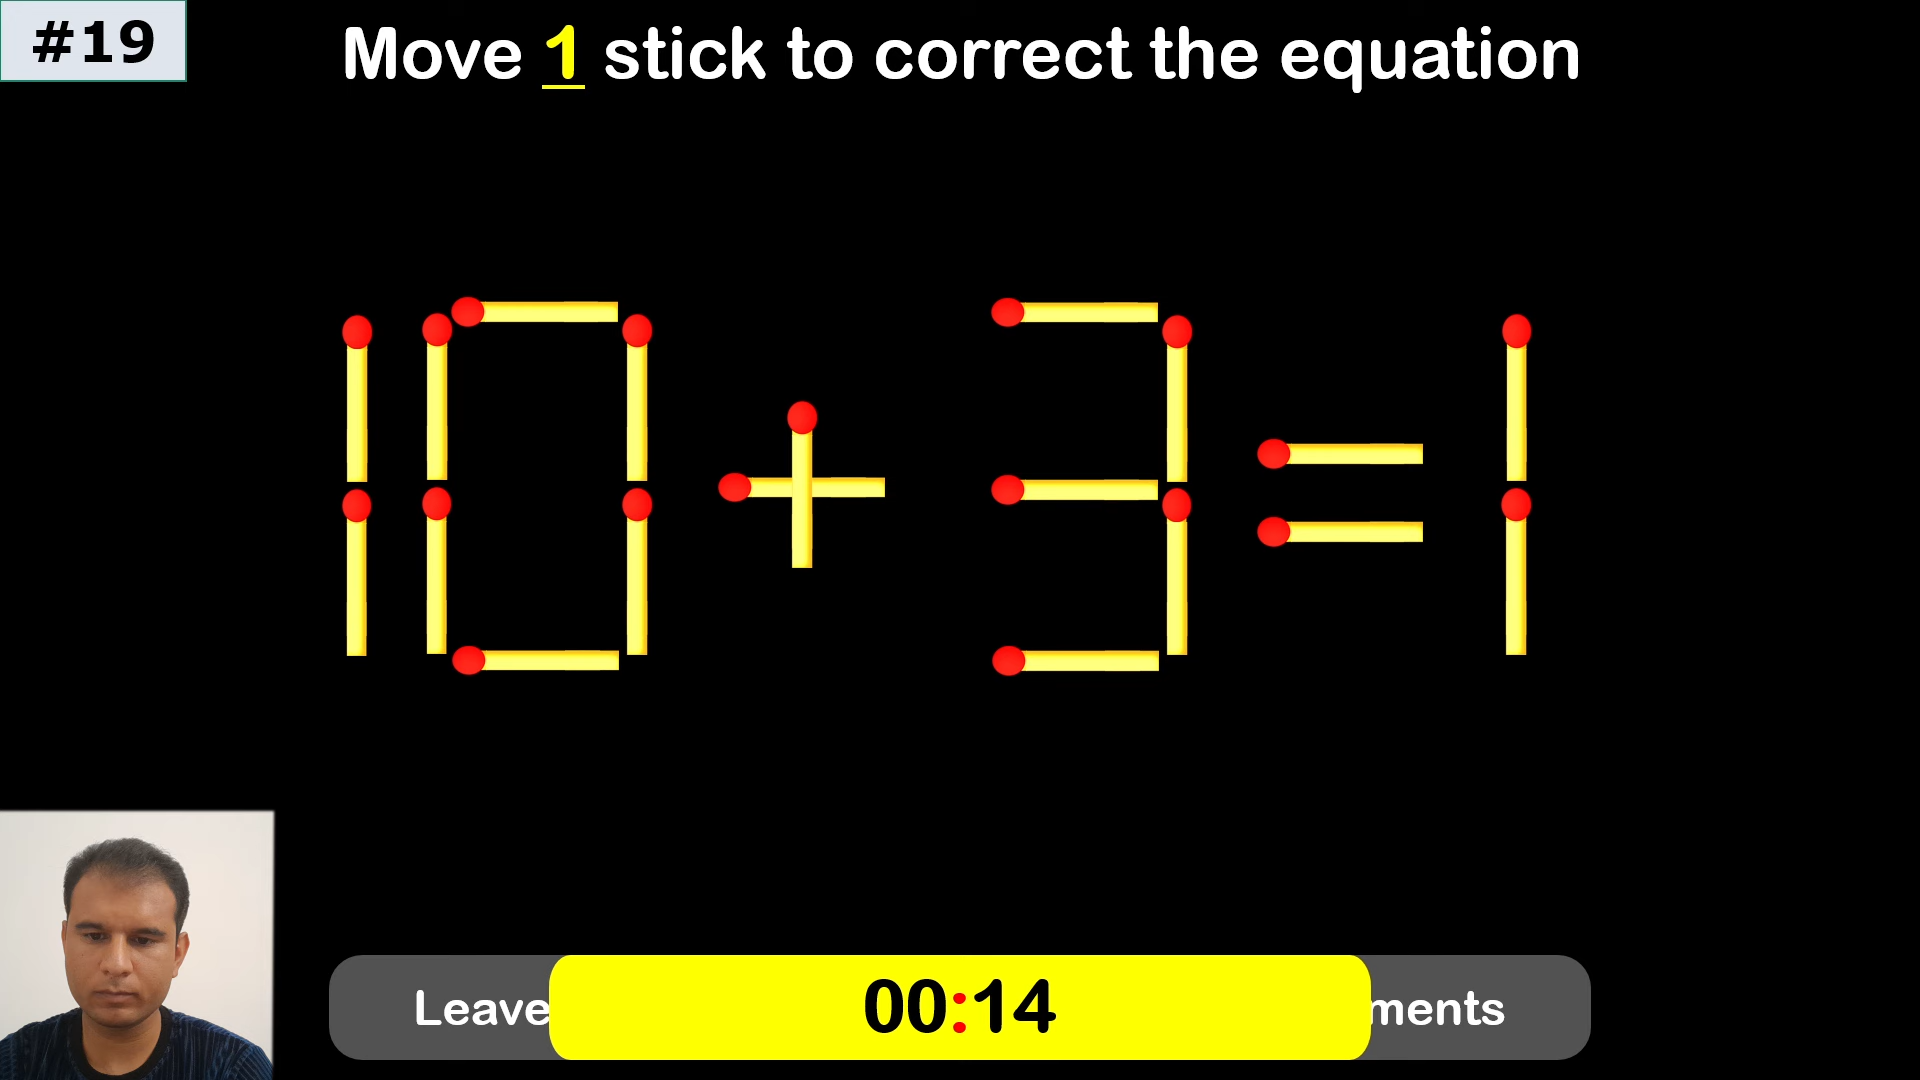 #19
Move 1 stick to correct the equation
10+3=1
Leave 00:14 ments